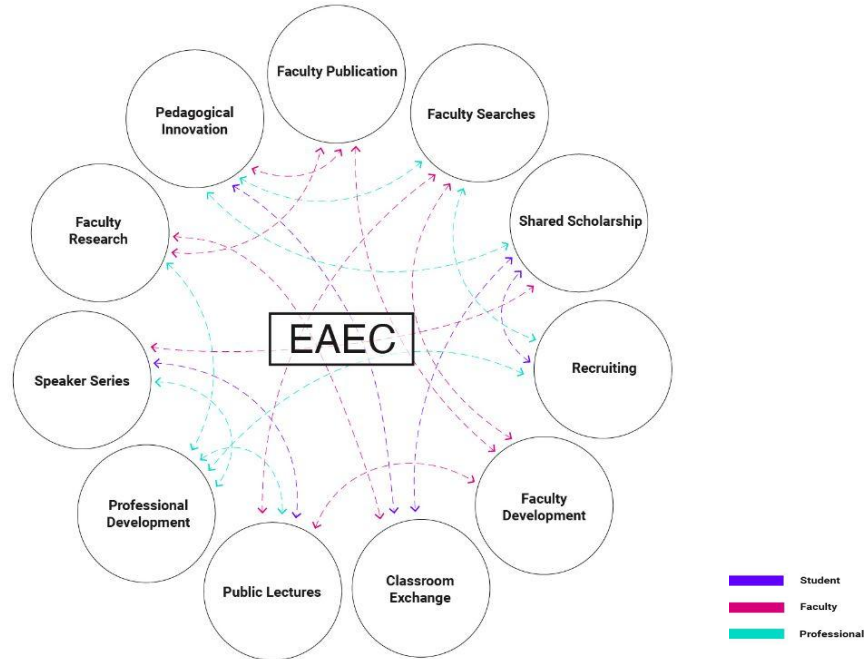 Faculty Publication
Faculty Searches
Pedagogical
Innovation
Shared Scholarship
Faculty
Research
EAEC
Recruiting
Speaker Series
Faculty
Development
Professional
Development
Public Lectures
Classroom
Exchange
Student
Faculty
Professional